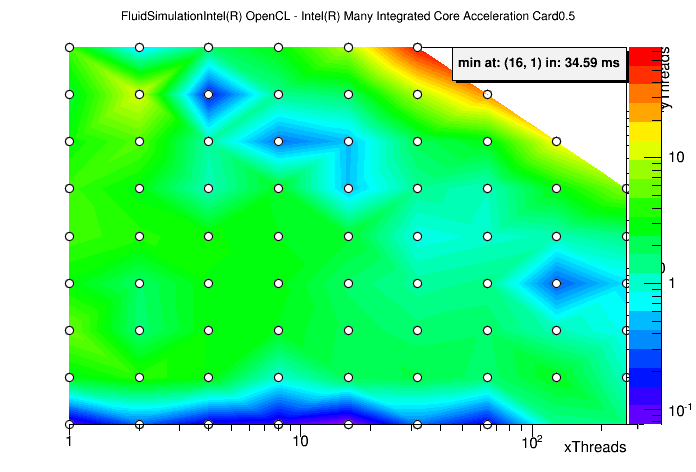 FluidSimulationIntel(R) OpenCL - Intel(R) Many Integrated Core Acceleration Card0.5
min at: (16, 1) in: 34.59 ms
yThreads
10
1
10-1
1
10
10²
xThreads